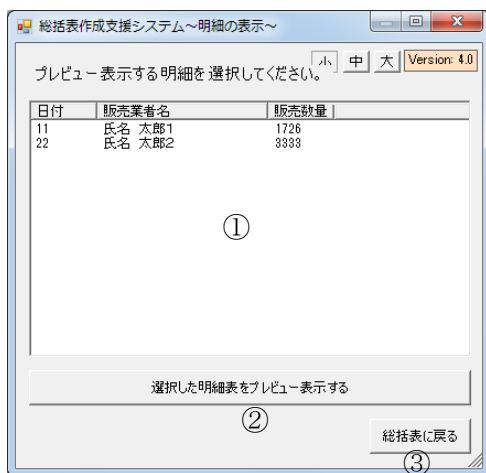 総括表作成支援システム～明細の表示～
プレビュー表示する明細を選択してください。 小 中 大 Version: 4.0
日付 販売業者名 販売数量
11 氏名 太郎1 1726
22 氏名 太郎2 3333
①
選択した明細表をプレビュー表示する
②
総括表に戻る
③